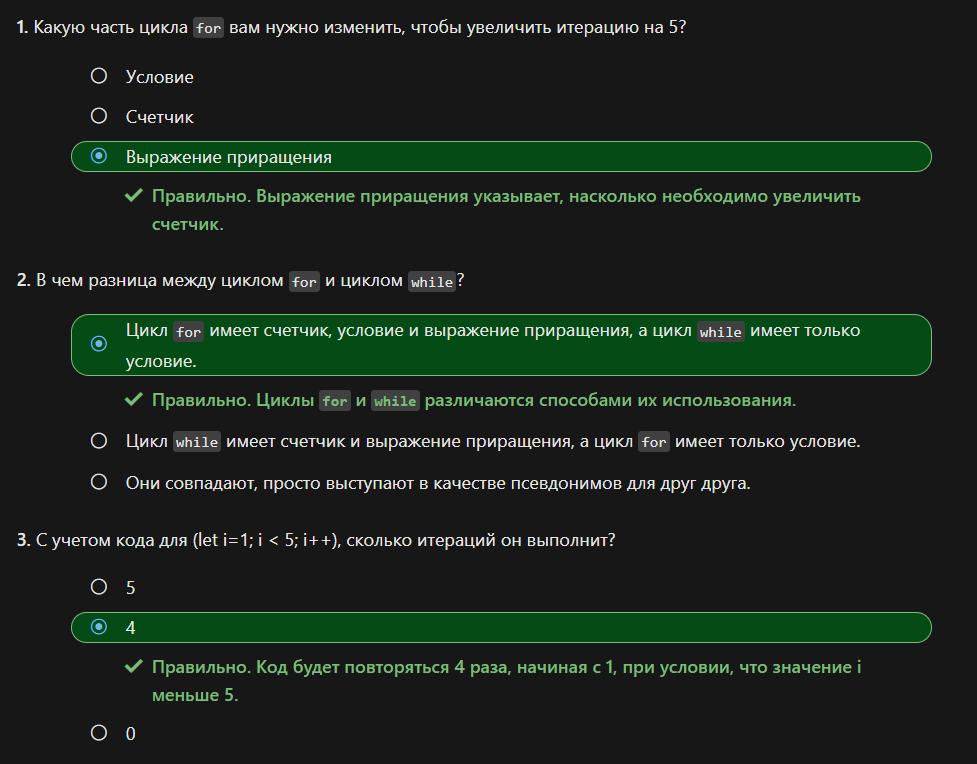 1. Какую часть цикла for вам нужно изменить, чтобы увеличить итерацию на 5?
Условие
Счетчик
Выражение приращения
Правильно. Выражение приращения указывает, насколько необходимо увеличить
счетчик.
2. В чем разница между циклом for и циклом while?
Цикл for имеет счетчик, условие и выражение приращения, а цикл while имеет только
условие.
Правильно. Циклы for и while различаются способами их использования.
Цикл while имеет счетчик и выражение приращения, а цикл for имеет только условие.
Они совпадают, просто выступают в качестве псевдонимов для друг друга.
3. С учетом кода для (let i=1; i < 5; i++), сколько итераций он выполнит?
5
4
Правильно. Код будет повторяться 4 раза, начиная с 1, при условии, что значение i
меньше 5.
0